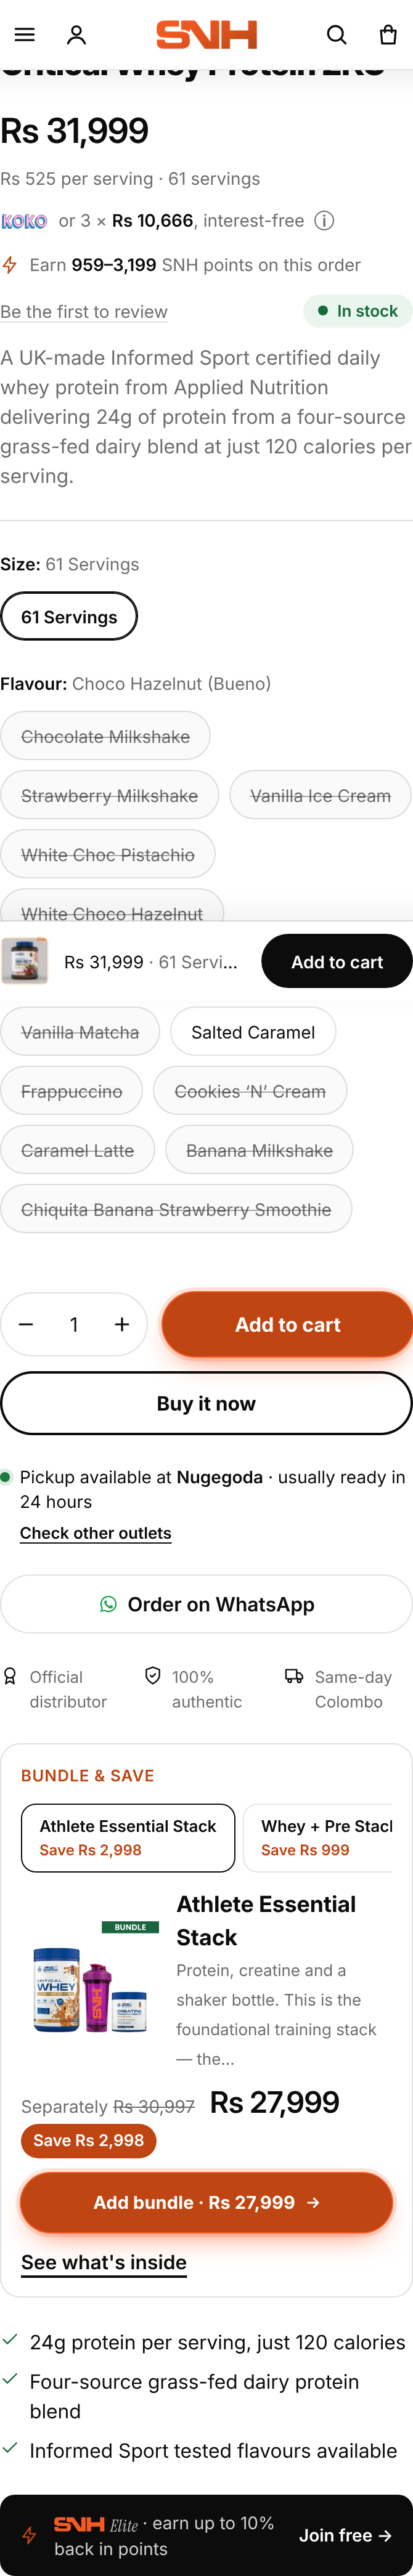 SNH
Critical Whey Protein 2KG
Rs 31,999
Rs 525 per serving · 61 servings
KOKO or 3 × Rs 10,666, interest-free
Earn 959–3,199 SNH points on this order
Be the first to review
In stock
A UK-made Informed Sport certified daily
whey protein from Applied Nutrition
delivering 24g of protein from a four-source
grass-fed dairy blend at just 120 calories per
serving.
Size: 61 Servings
61 Servings
Flavour: Choco Hazelnut (Bueno)
Chocolate Milkshake
Strawberry Milkshake Vanilla Ice Cream
White Choc Pistachio
White Choco Hazelnut
Rs 31,999 · 61 Servi...
Add to cart
Vanilla Matcha Salted Caramel
Frappuccino Cookies ‘N’ Cream
Caramel Latte Banana Milkshake
Chiquita Banana Strawberry Smoothie
− 1 +
Add to cart
Buy it now
Pickup available at Nugegoda · usually ready in
24 hours
Check other outlets
Order on WhatsApp
Official
distributor
100%
authentic
Same-day
Colombo
BUNDLE & SAVE
Athlete Essential Stack
Save Rs 2,998
Whey + Pre Stack
Save Rs 999
BUNDLE
CRITICAL
WHEY
SNH
CREATINE
Athlete Essential
Stack
Protein, creatine and a
shaker bottle. This is the
foundational training stack
— the...
Separately Rs 30,997 Rs 27,999
Save Rs 2,998
Add bundle · Rs 27,999 →
See what's inside
24g protein per serving, just 120 calories
Four-source grass-fed dairy protein
blend
Informed Sport tested flavours available
SNH Elite · earn up to 10%
back in points
Join free →